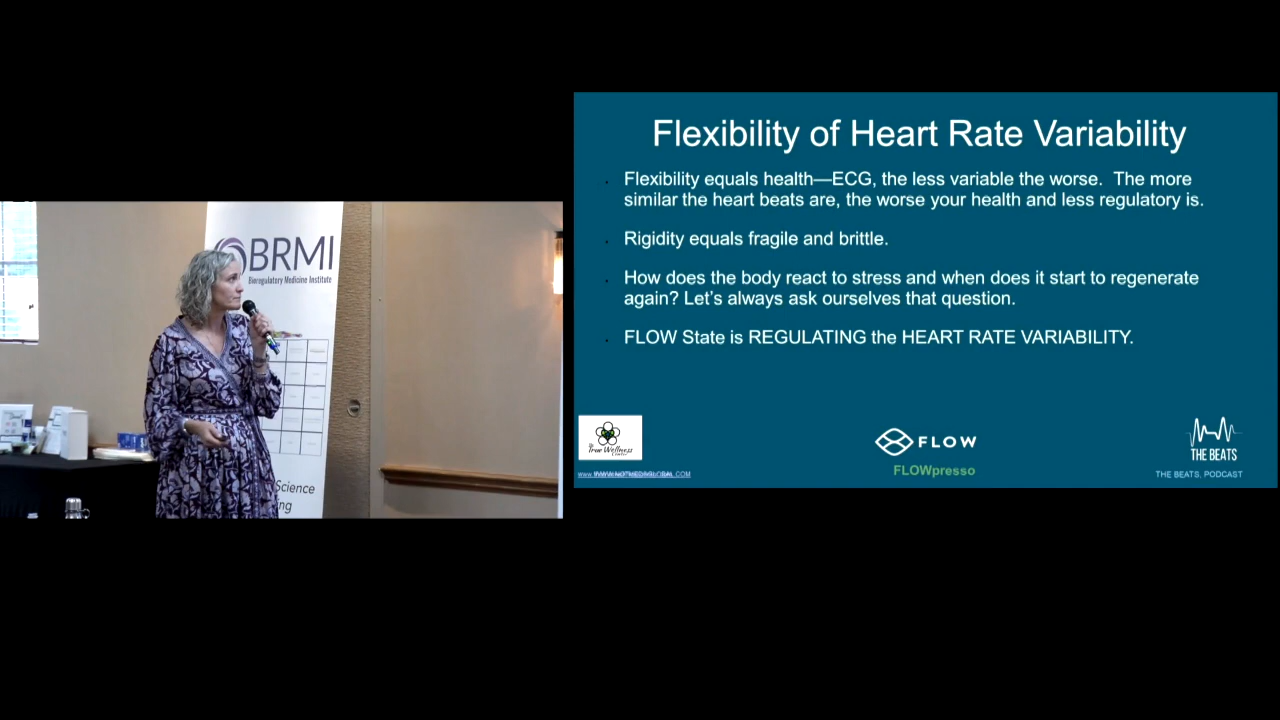 BRMI
Bioregulatory Medicine Institute
Science
ng
Flexibility of Heart Rate Variability
Flexibility equals health—ECG, the less variable the worse.  The more
similar the heart beats are, the worse your health and less regulatory is.
Rigidity equals fragile and brittle.
How does the body react to stress and when does it start to regenerate
again? Let's always ask ourselves that question.
FLOW State is REGULATING the HEART RATE VARIABILITY.
True Wellness
Center
FLOW
FLOWpresso
THE BEATS
THE BEATS, PODCAST